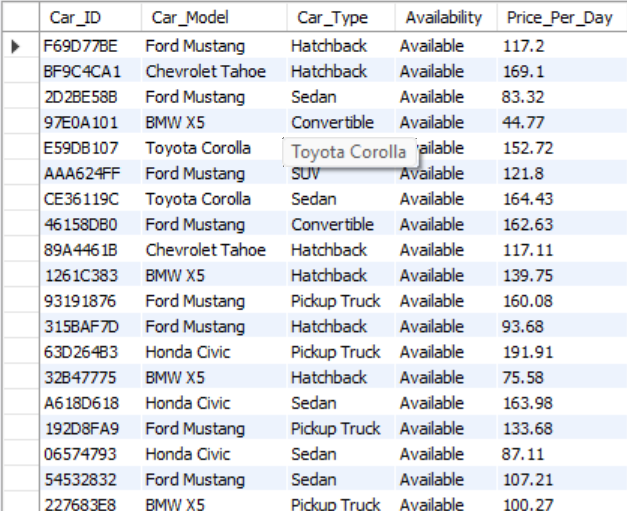 Car_ID Car_Model Car_Type Availability Price_Per_Day
F69D77BE Ford Mustang Hatchback Available 117.2
BF9C4CA1 Chevrolet Tahoe Hatchback Available 169.1
2D2BE58B Ford Mustang Sedan Available 83.32
97E0A101 BMW X5 Convertible Available 44.77
E59DB107 Toyota Corolla Toyota Corolla ailable 152.72
AAA624FF Ford Mustang SUV Available 121.8
CE36119C Toyota Corolla Sedan Available 164.43
46158DB0 Ford Mustang Convertible Available 162.63
89A4461B Chevrolet Tahoe Hatchback Available 117.11
1261C383 BMW X5 Hatchback Available 139.75
93191876 Ford Mustang Pickup Truck Available 160.08
315BAF7D Ford Mustang Hatchback Available 93.68
63D264B3 Honda Civic Pickup Truck Available 191.91
32B47775 BMW X5 Hatchback Available 75.58
A618D618 Honda Civic Sedan Available 163.98
192D8FA9 Ford Mustang Pickup Truck Available 133.68
06574793 Honda Civic Sedan Available 87.11
54532832 Ford Mustang Sedan Available 107.21
227683E8 BMW X5 Pickup Truck Available 100.27